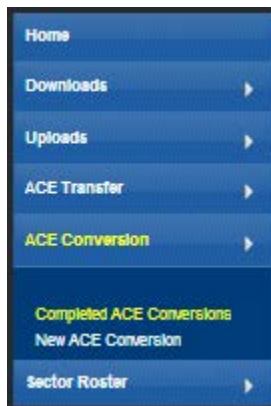 Home
Downloads
Uploads
ACE Transfer
ACE Conversion
Completed ACE Conversions
New ACE Conversion
Sector Roster